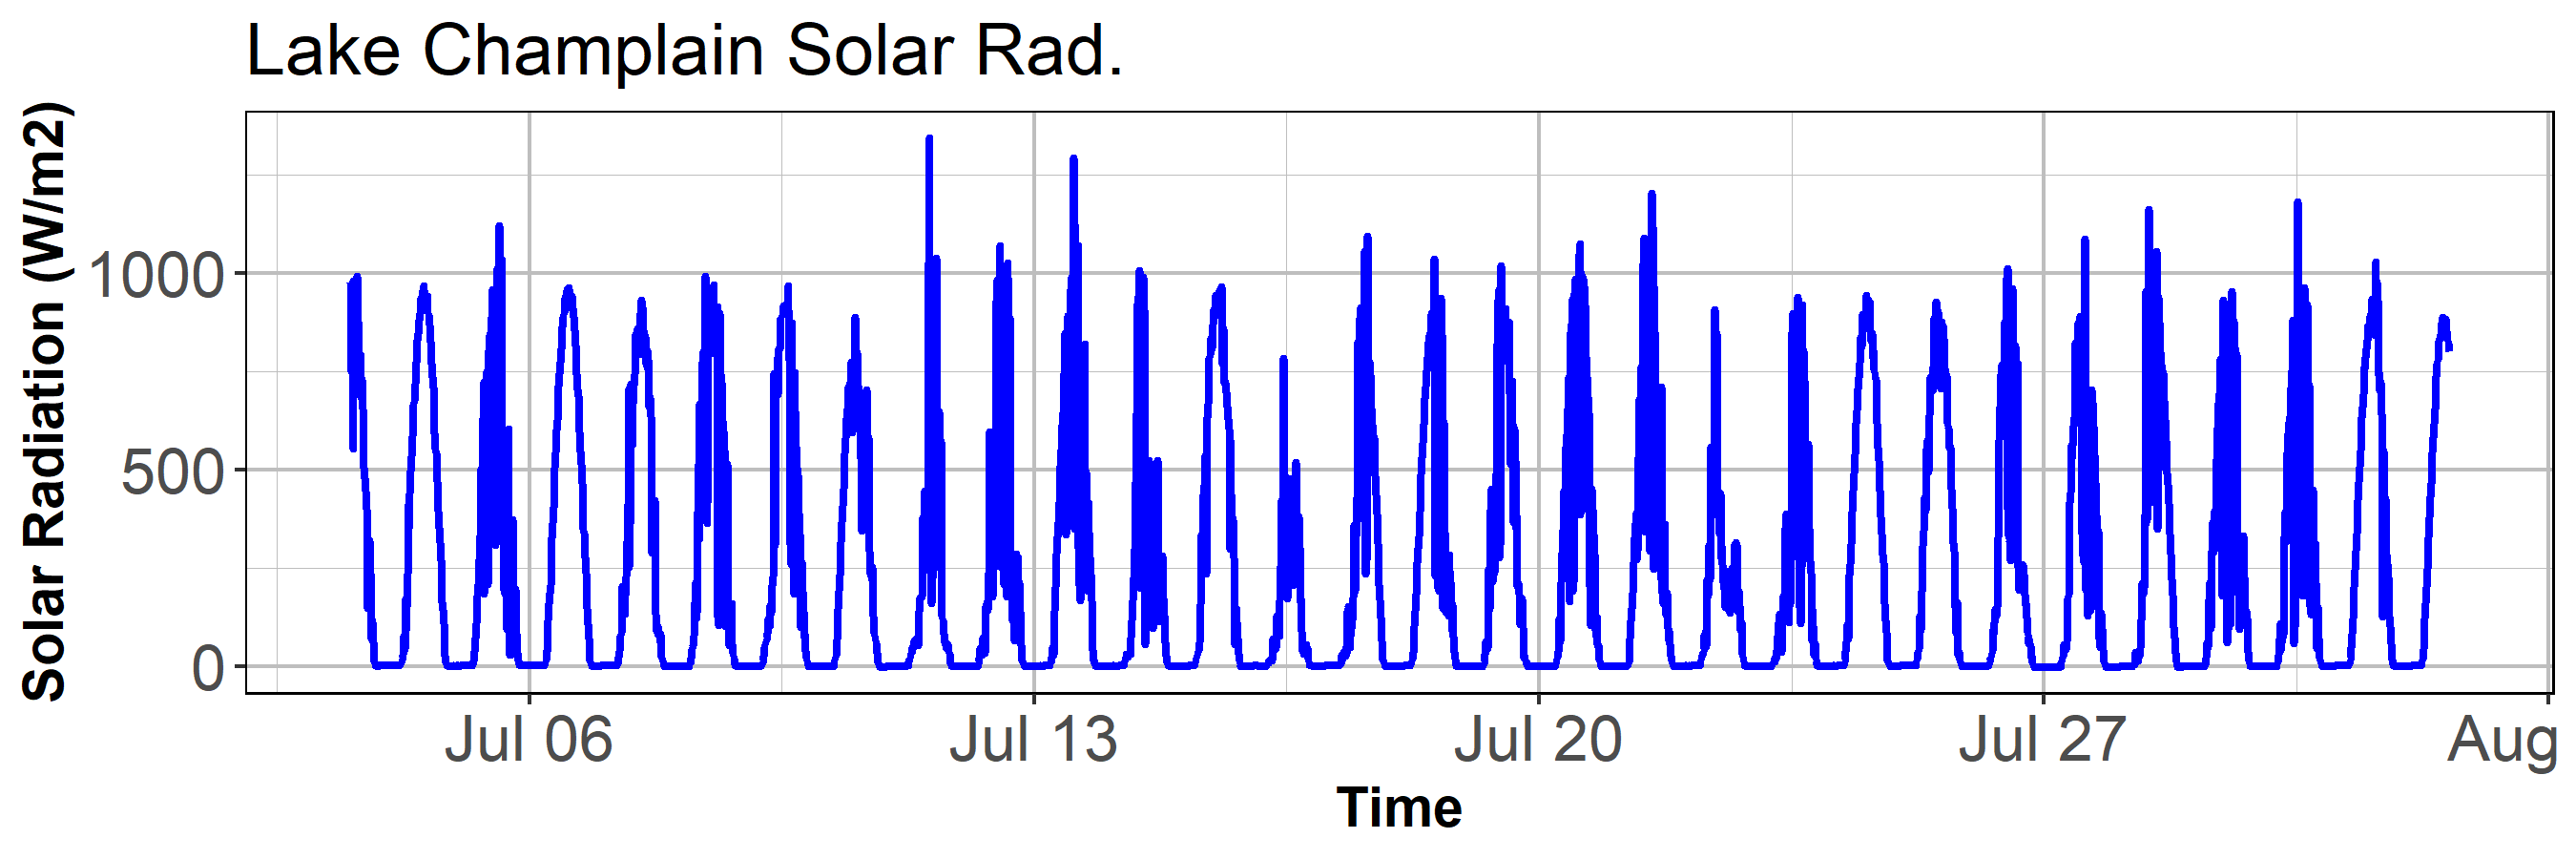 Lake Champlain Solar Rad.
Solar Radiation (W/m2)
1000
500
0
Jul 06 Jul 13 Jul 20 Jul 27 Aug
Time